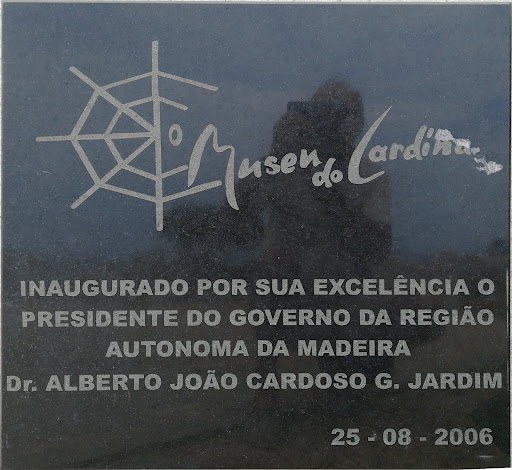 O Museu do Cardina
INAUGURADO POR SUA EXCELÊNCIA O
PRESIDENTE DO GOVERNO DA REGIÃO
AUTONOMA DA MADEIRA
Dr. ALBERTO JOÃO CARDOSO G. JARDIM
25 - 08 - 2006